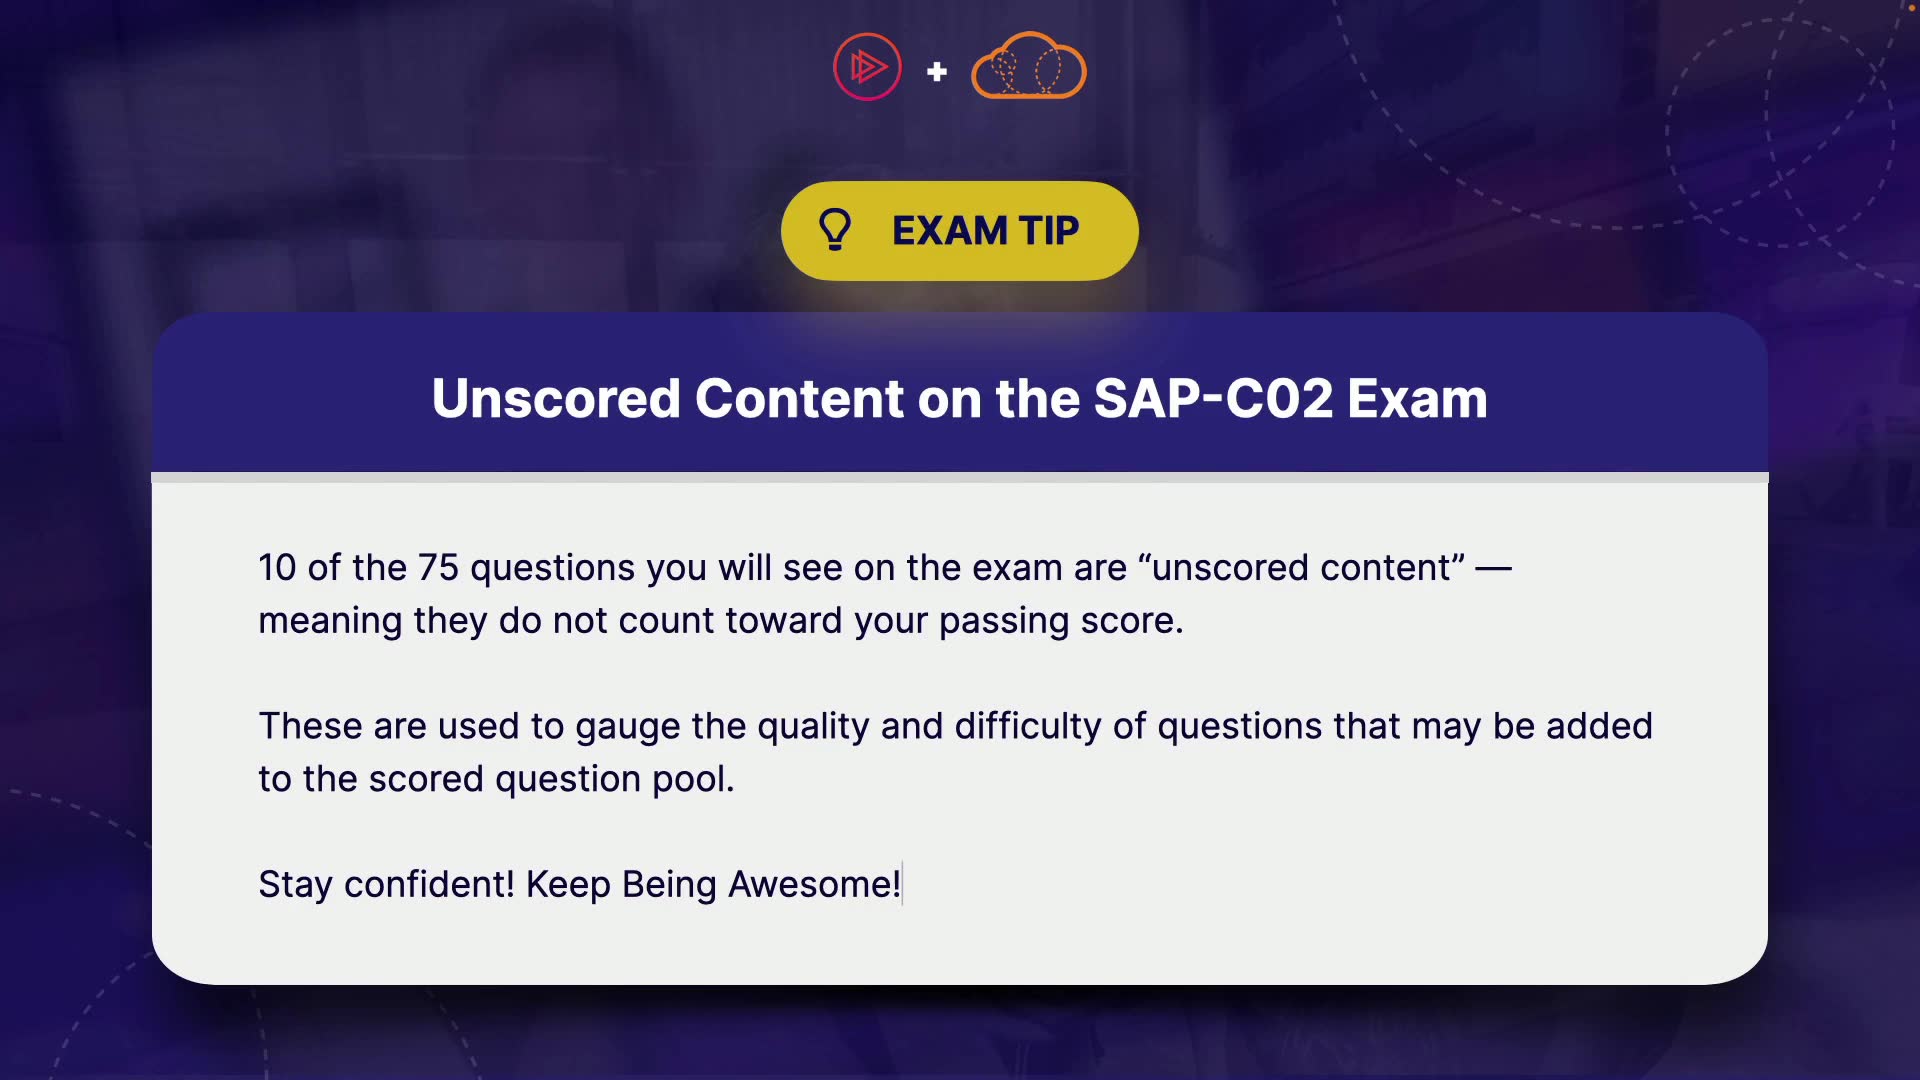 EXAM TIP
Unscored Content on the SAP-C02 Exam
10 of the 75 questions you will see on the exam are “unscored content” —
meaning they do not count toward your passing score.
These are used to gauge the quality and difficulty of questions that may be added
to the scored question pool.
Stay confident! Keep Being Awesome!